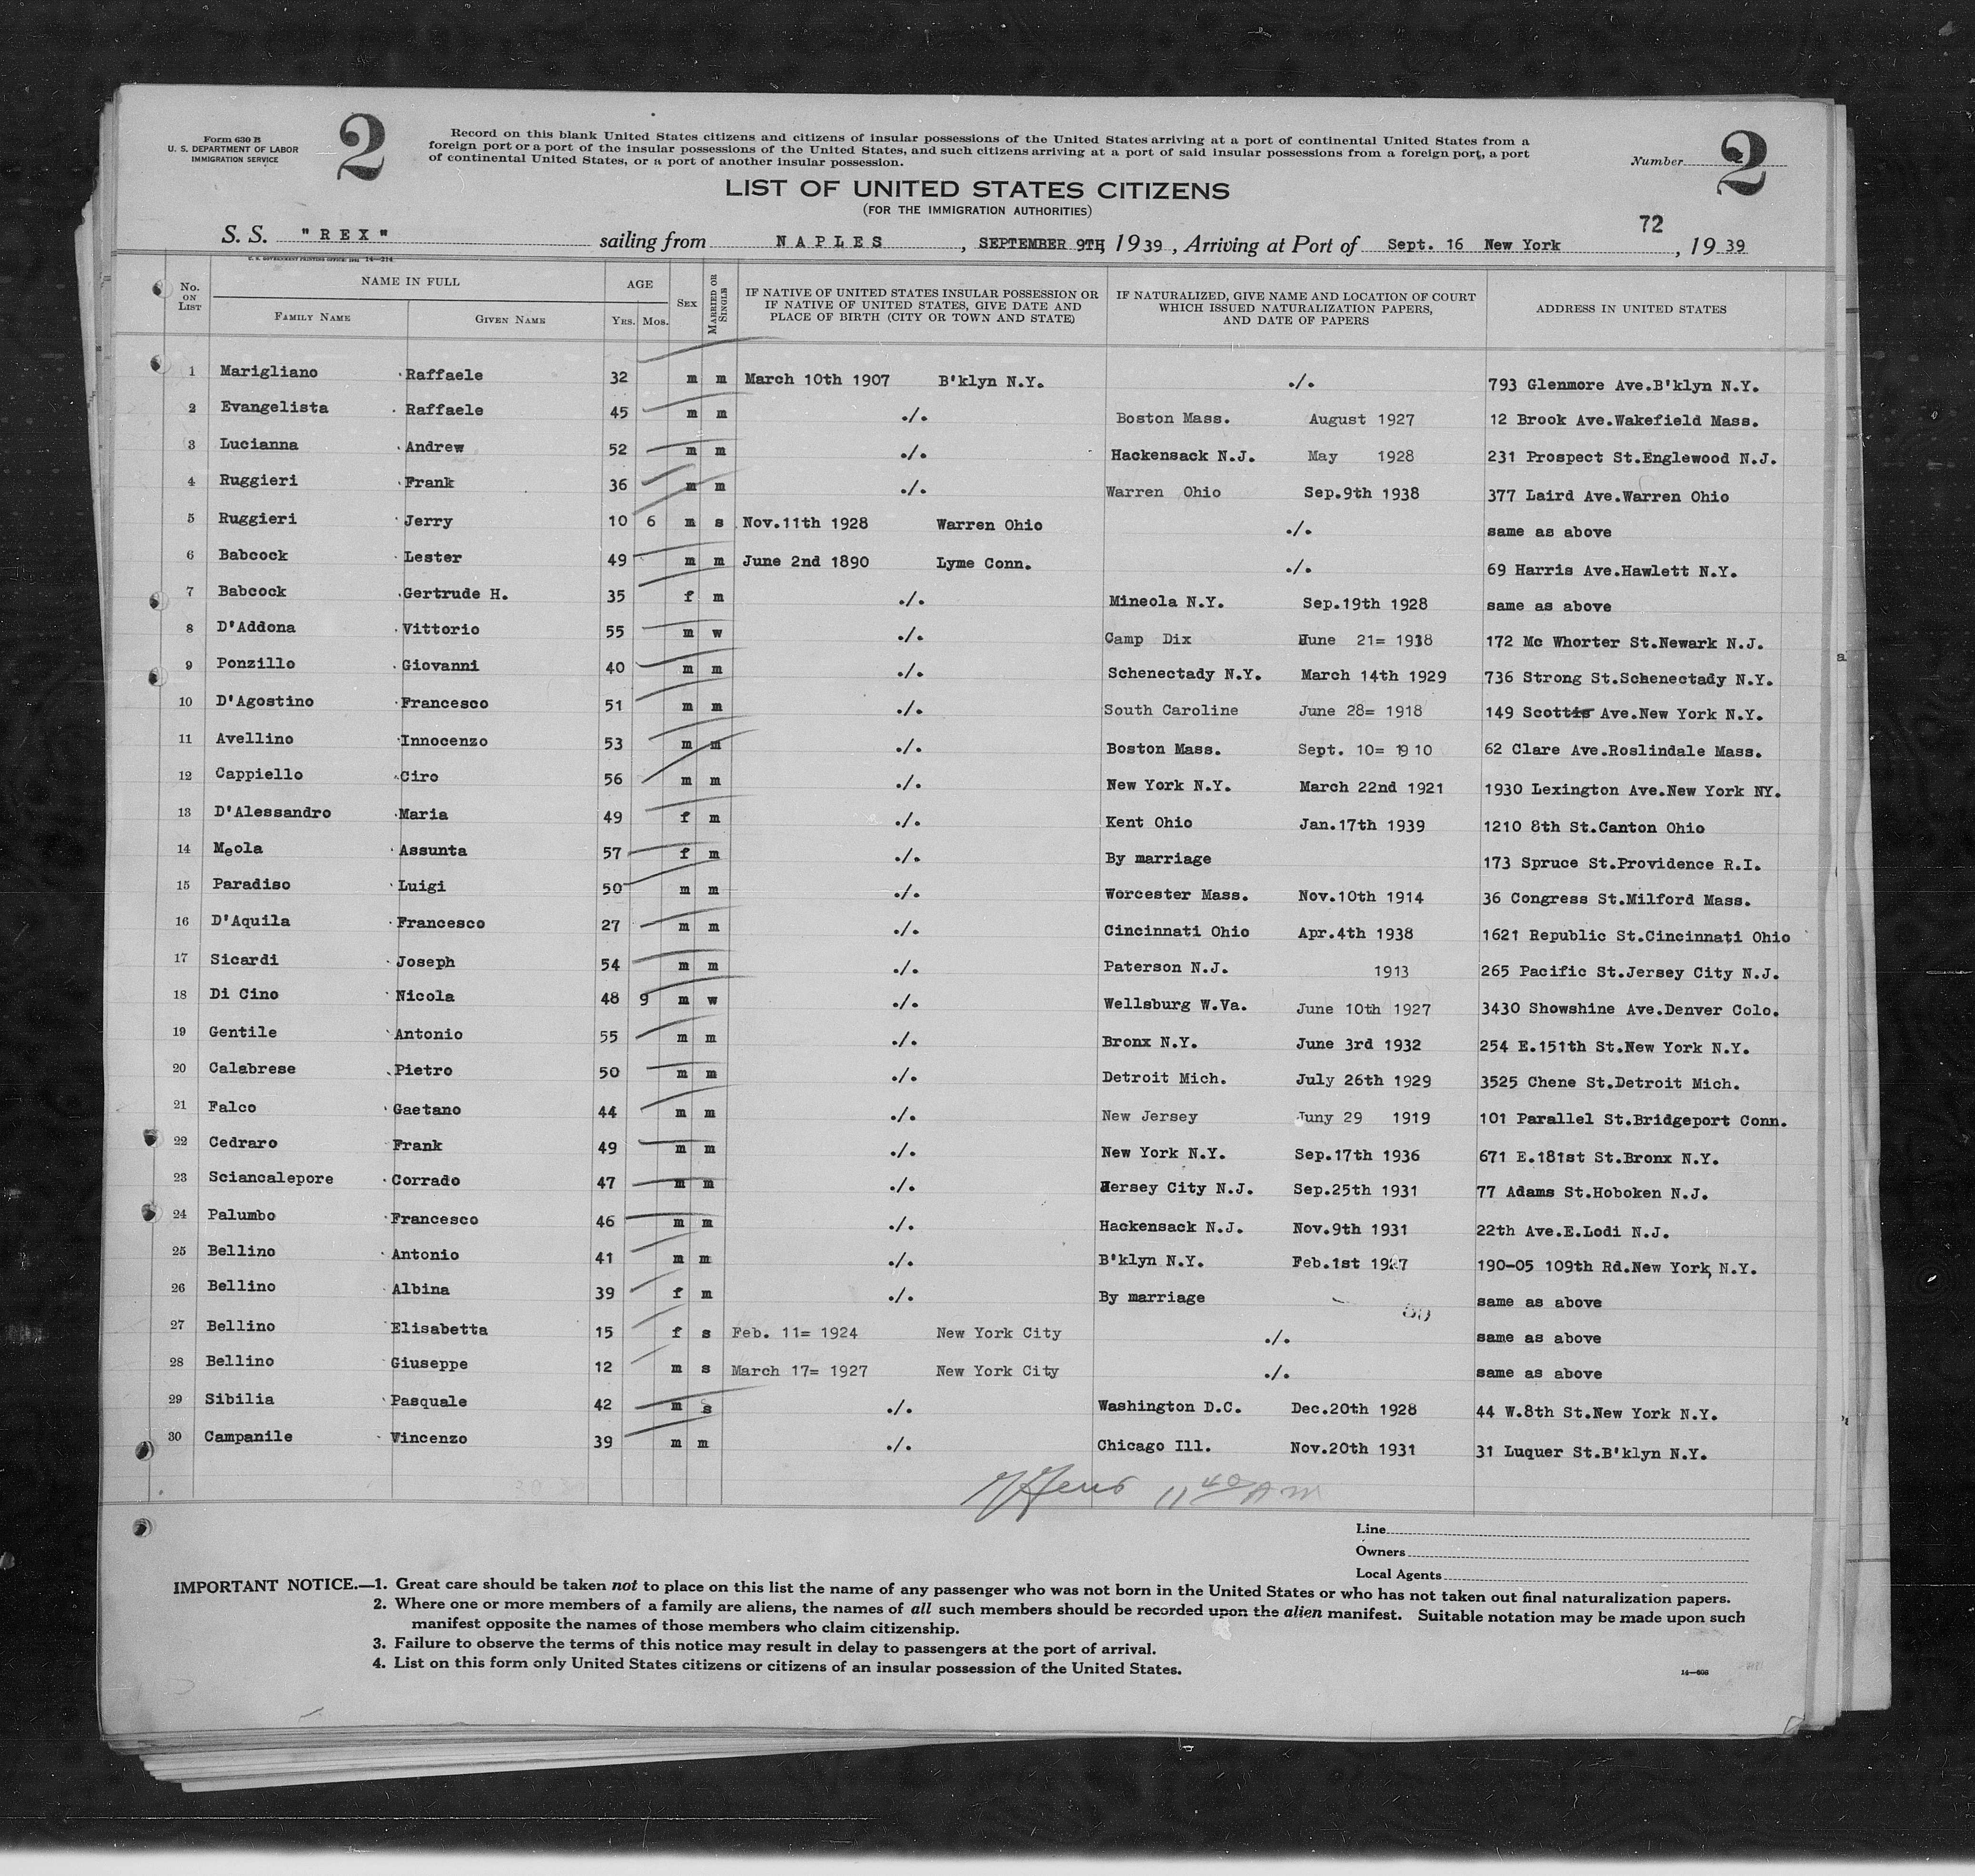 Form 630 B
U. S. DEPARTMENT OF LABOR
IMMIGRATION SERVICE
2
Record on this blank United States citizens and citizens of insular possessions of the United States arriving at a port of continental United States from a
foreign port or a port of the insular possessions of the United States, and such citizens arriving at a port of said insular possessions from a foreign port, a port
of continental United States, or a port of another insular possession.
Number 2
LIST OF UNITED STATES CITIZENS
(FOR THE IMMIGRATION AUTHORITIES)
72
S. S. "REX" sailing from NAPLES, SEPTEMBER 9TH, 1939, Arriving at Port of Sept. 16 New York, 1939
U. S. GOVERNMENT PRINTING OFFICE 14—214
No. ON LIST NAME IN FULL FAMILY NAME GIVEN NAME AGE YRS. MOS. SEX MARRIED OR SINGLE IF NATIVE OF UNITED STATES INSULAR POSSESSION OR IF NATIVE OF UNITED STATES, GIVE DATE AND PLACE OF BIRTH (CITY OR TOWN AND STATE) IF NATURALIZED, GIVE NAME AND LOCATION OF COURT WHICH ISSUED NATURALIZATION PAPERS, AND DATE OF PAPERS ADDRESS IN UNITED STATES
1 Marigliano Raffaele 32 m m March 10th 1907 B'klyn N.Y. ./. 793 Glenmore Ave.B'klyn N.Y.
2 Evangelista Raffaele 45 m m ./. Boston Mass. August 1927 12 Brook Ave.Wakefield Mass.
3 Lucianna Andrew 52 m m ./. Hackensack N.J. May 1928 231 Prospect St.Englewood N.J.
4 Ruggieri Frank 36 m m ./. Warren Ohio Sep.9th 1938 377 Laird Ave.Warren Ohio
5 Ruggieri Jerry 10 6 m s Nov.11th 1928 Warren Ohio ./. same as above
6 Babcock Lester 49 m m June 2nd 1890 Lyme Conn. ./. 69 Harris Ave.Hawlett N.Y.
7 Babcock Gertrude H. 35 f m ./. Mineola N.Y. Sep.19th 1928 same as above
8 D'Addona Vittorio 55 m w ./. Camp Dix June 21= 1918 172 Mc Whorter St.Newark N.J.
9 Ponzillo Giovanni 40 m m ./. Schenectady N.Y. March 14th 1929 736 Strong St.Schenectady N.Y.
10 D'Agostino Francesco 51 m m ./. South Caroline June 28= 1918 149 Scottis Ave.New York N.Y.
11 Avellino Innocenzo 53 m m ./. Boston Mass. Sept. 10= 1910 62 Clare Ave.Roslindale Mass.
12 Cappiello Ciro 56 m m ./. New York N.Y. March 22nd 1921 1930 Lexington Ave.New York NY.
13 D'Alessandro Maria 49 f m ./. Kent Ohio Jan.17th 1939 1210 8th St.Canton Ohio
14 Meola Assunta 57 f m ./. By marriage 173 Spruce St.Providence R.I.
15 Paradiso Luigi 50 m m ./. Worcester Mass. Nov.10th 1914 36 Congress St.Milford Mass.
16 D'Aquila Francesco 27 m m ./. Cincinnati Ohio Apr.4th 1938 1621 Republic St.Cincinnati Ohio
17 Sicardi Joseph 54 m m ./. Paterson N.J. 1913 265 Pacific St.Jersey City N.J.
18 Di Cino Nicola 48 9 m w ./. Wellsburg W.Va. June 10th 1927 3430 Showshine Ave.Denver Colo.
19 Gentile Antonio 55 m m ./. Bronx N.Y. June 3rd 1932 254 E.151th St.New York N.Y.
20 Calabrese Pietro 50 m m ./. Detroit Mich. July 26th 1929 3525 Chene St.Detroit Mich.
21 Falco Gaetano 44 m m ./. New Jersey Juny 29 1919 101 Parallel St.Bridgeport Conn.
22 Cedraro Frank 49 m m ./. New York N.Y. Sep.17th 1936 671 E.181st St.Bronx N.Y.
23 Sciancalepore Corrado 47 m m ./. Jersey City N.J. Sep.25th 1931 77 Adams St.Hoboken N.J.
24 Palumbo Francesco 46 m m ./. Hackensack N.J. Nov.9th 1931 22th Ave.E.Lodi N.J.
25 Bellino Antonio 41 m m ./. B'klyn N.Y. Feb.1st 1927 190-05 109th Rd.New York, N.Y.
26 Bellino Albina 39 f m ./. By marriage same as above
27 Bellino Elisabetta 15 f s Feb. 11= 1924 New York City ./. same as above
28 Bellino Giuseppe 12 m s March 17= 1927 New York City ./. same as above
29 Sibilia Pasquale 42 m s ./. Washington D.C. Dec.20th 1928 44 W.8th St.New York N.Y.
30 Campanile Vincenzo 39 m m ./. Chicago Ill. Nov.20th 1931 31 Luquer St.B'klyn N.Y.
11 40 AM
Line
Owners
Local Agents
IMPORTANT NOTICE.—1. Great care should be taken not to place on this list the name of any passenger who was not born in the United States or who has not taken out final naturalization papers.
2. Where one or more members of a family are aliens, the names of all such members should be recorded upon the alien manifest. Suitable notation may be made upon such
manifest opposite the names of those members who claim citizenship.
3. Failure to observe the terms of this notice may result in delay to passengers at the port of arrival.
4. List on this form only United States citizens or citizens of an insular possession of the United States.
14—608